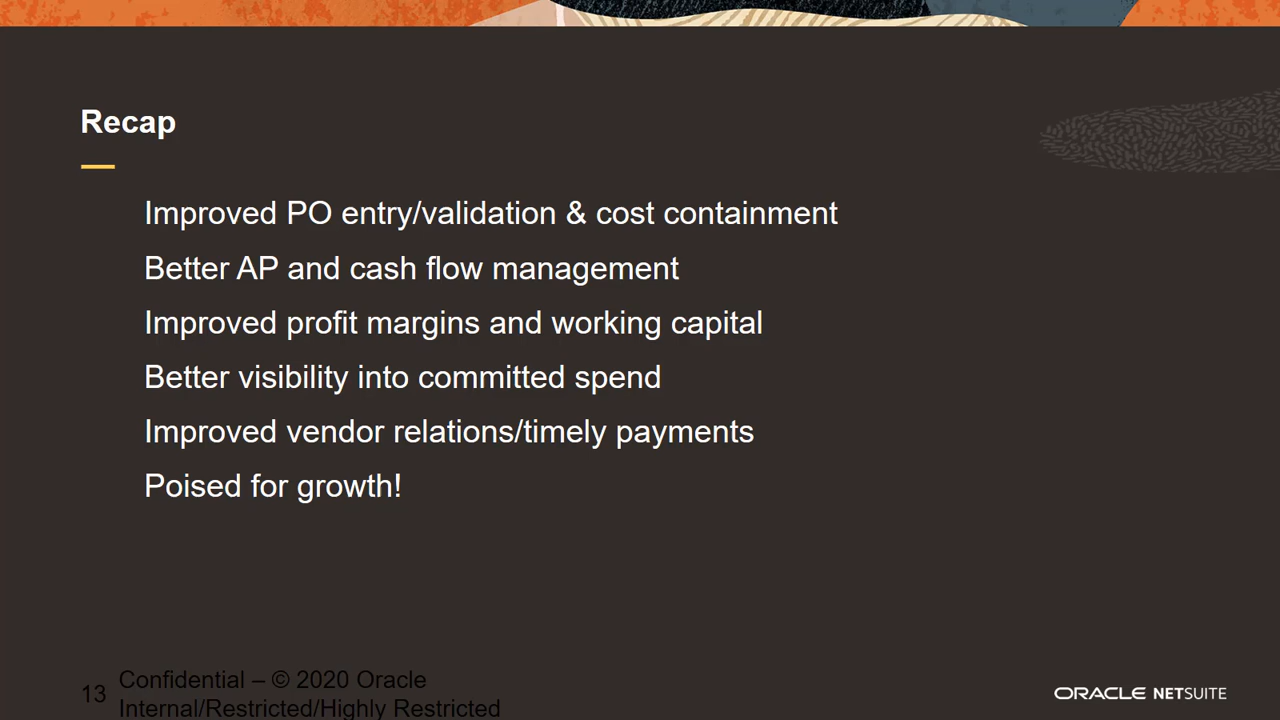 Recap
Improved PO entry/validation & cost containment
Better AP and cash flow management
Improved profit margins and working capital
Better visibility into committed spend
Improved vendor relations/timely payments
Poised for growth!
13
Confidential – © 2020 Oracle
Internal/Restricted/Highly Restricted
ORACLE NETSUITE